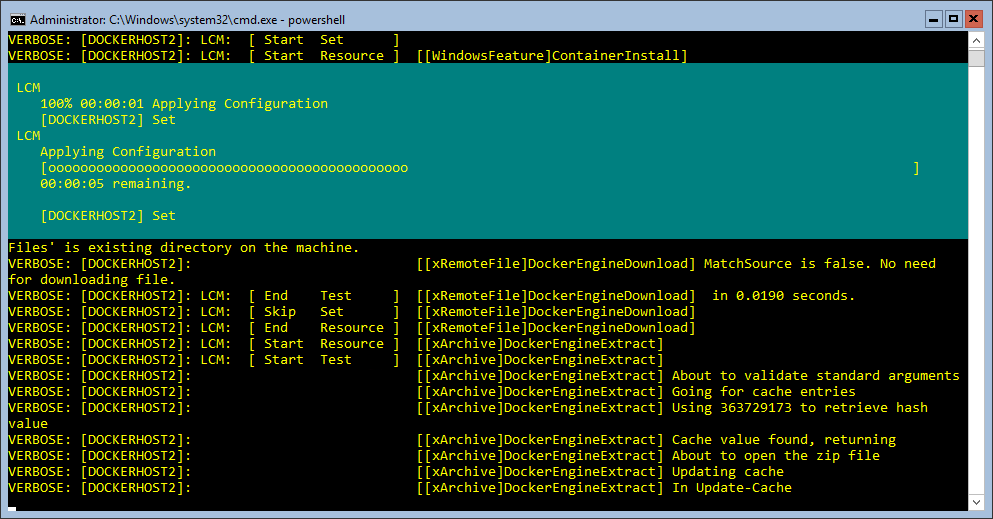 Administrator: C:\Windows\system32\cmd.exe - powershell
VERBOSE: [DOCKERHOST2]: LCM:  [ Start  Set      ]
VERBOSE: [DOCKERHOST2]: LCM:  [ Start  Resource ]  [[WindowsFeature]ContainerInstall]
LCM
100% 00:00:01 Applying Configuration
[DOCKERHOST2] Set
LCM
Applying Configuration
[ooooooooooooooooooooooooooooooooooooooooooooo                                                               ]
00:00:05 remaining.
[DOCKERHOST2] Set
Files' is existing directory on the machine.
VERBOSE: [DOCKERHOST2]:                            [[xRemoteFile]DockerEngineDownload] MatchSource is false. No need
for downloading file.
VERBOSE: [DOCKERHOST2]: LCM:  [ End    Test     ]  [[xRemoteFile]DockerEngineDownload]  in 0.0190 seconds.
VERBOSE: [DOCKERHOST2]: LCM:  [ Skip   Set      ]  [[xRemoteFile]DockerEngineDownload]
VERBOSE: [DOCKERHOST2]: LCM:  [ End    Resource ]  [[xRemoteFile]DockerEngineDownload]
VERBOSE: [DOCKERHOST2]: LCM:  [ Start  Resource ]  [[xArchive]DockerEngineExtract]
VERBOSE: [DOCKERHOST2]: LCM:  [ Start  Test     ]  [[xArchive]DockerEngineExtract]
VERBOSE: [DOCKERHOST2]:                            [[xArchive]DockerEngineExtract] About to validate standard arguments
VERBOSE: [DOCKERHOST2]:                            [[xArchive]DockerEngineExtract] Going for cache entries
VERBOSE: [DOCKERHOST2]:                            [[xArchive]DockerEngineExtract] Using 363729173 to retrieve hash
value
VERBOSE: [DOCKERHOST2]:                            [[xArchive]DockerEngineExtract] Cache value found, returning
VERBOSE: [DOCKERHOST2]:                            [[xArchive]DockerEngineExtract] About to open the zip file
VERBOSE: [DOCKERHOST2]:                            [[xArchive]DockerEngineExtract] Updating cache
VERBOSE: [DOCKERHOST2]:                            [[xArchive]DockerEngineExtract] In Update-Cache